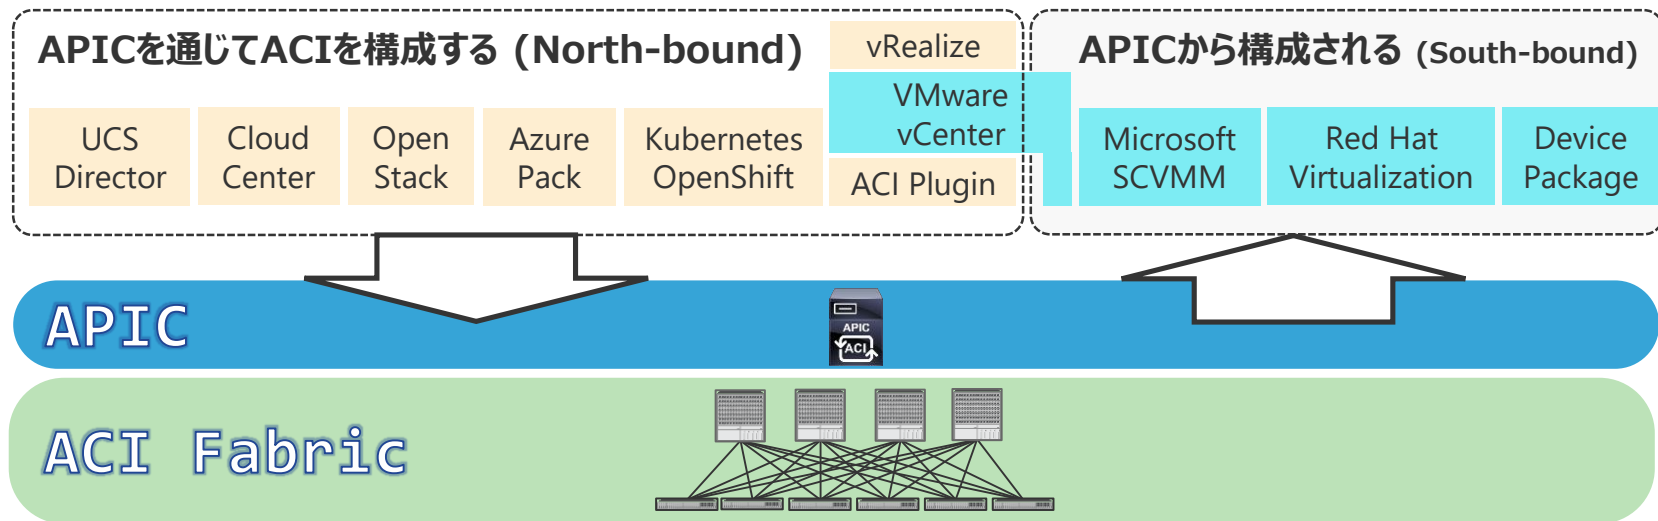 APICを通じてACIを構成する (North-bound)
UCS
Director
Cloud
Center
Open
Stack
Azure
Pack
Kubernetes
OpenShift
vRealize
VMware
vCenter
ACI Plugin
APICから構成される (South-bound)
Microsoft
SCVMM
Red Hat
Virtualization
Device
Package
APIC
APIC
ACI
ACI Fabric